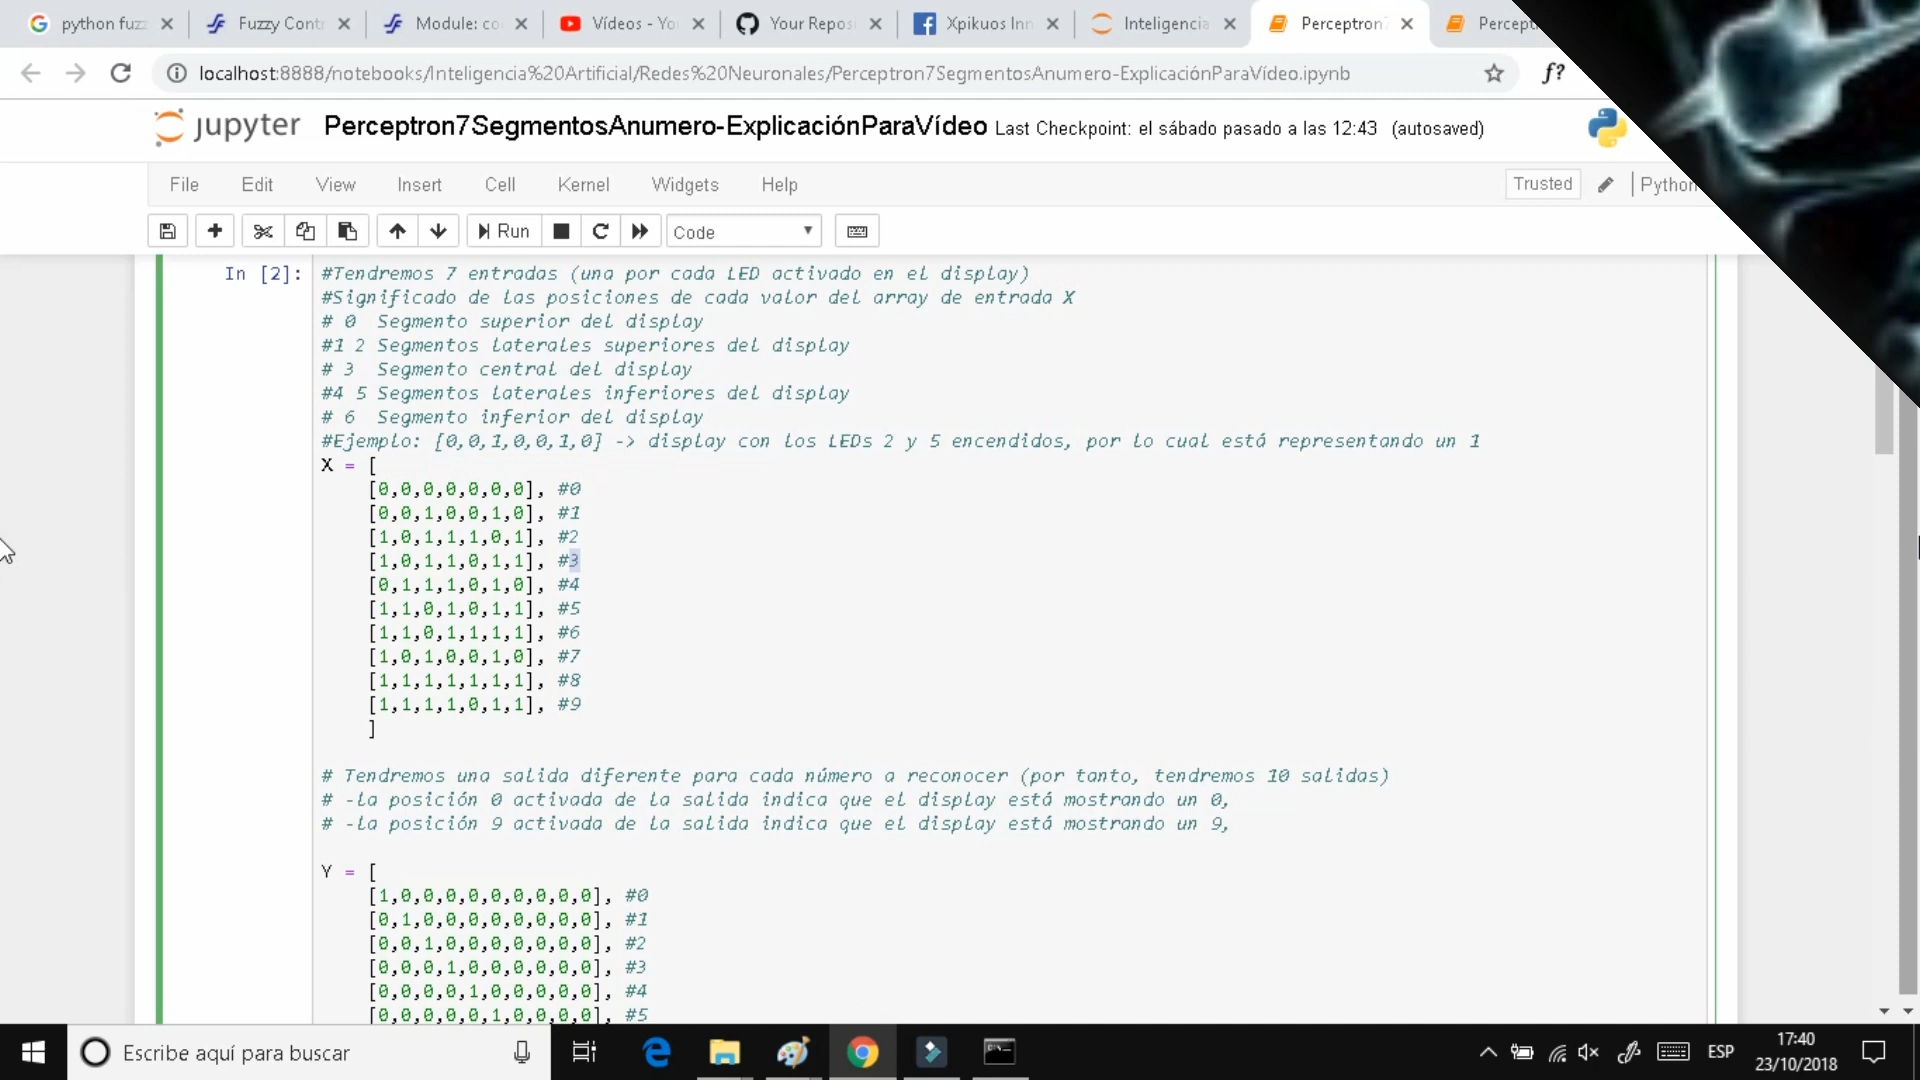 python fuzz
Fuzzy Contr
Module: co
Vídeos - Yo
Your Reposi
Xpikuos Inn
Inteligencia
Perceptron7
Percept
localhost:8888/notebooks/Inteligencia%20Artificial/Redes%20Neuronales/Perceptron7SegmentosAnumero-ExplicaciónParaVídeo.ipynb
f?
jupyter Perceptron7SegmentosAnumero-ExplicaciónParaVídeo Last Checkpoint: el sábado pasado a las 12:43 (autosaved)
File Edit View Insert Cell Kernel Widgets Help Trusted Python
Run Code
In [2]: #Tendremos 7 entradas (una por cada LED activado en el display)
#Significado de las posiciones de cada valor del array de entrada X
# 0 Segmento superior del display
#1 2 Segmentos laterales superiores del display
# 3 Segmento central del display
#4 5 Segmentos laterales inferiores del display
# 6 Segmento inferior del display
#Ejemplo: [0,0,1,0,0,1,0] -> display con los LEDs 2 y 5 encendidos, por lo cual está representando un 1
X = [
[0,0,0,0,0,0,0], #0
[0,0,1,0,0,1,0], #1
[1,0,1,1,1,0,1], #2
[1,0,1,1,0,1,1], #3
[0,1,1,1,0,1,0], #4
[1,1,0,1,0,1,1], #5
[1,1,0,1,1,1,1], #6
[1,0,1,0,0,1,0], #7
[1,1,1,1,1,1,1], #8
[1,1,1,1,0,1,1], #9
]
# Tendremos una salida diferente para cada número a reconocer (por tanto, tendremos 10 salidas)
# -la posición 0 activada de la salida indica que el display está mostrando un 0,
# -la posición 9 activada de la salida indica que el display está mostrando un 9,
Y = [
[1,0,0,0,0,0,0,0,0,0], #0
[0,1,0,0,0,0,0,0,0,0], #1
[0,0,1,0,0,0,0,0,0,0], #2
[0,0,0,1,0,0,0,0,0,0], #3
[0,0,0,0,1,0,0,0,0,0], #4
[0,0,0,0,0,1,0,0,0,0], #5
Escribe aquí para buscar
ESP
17:40
23/10/2018